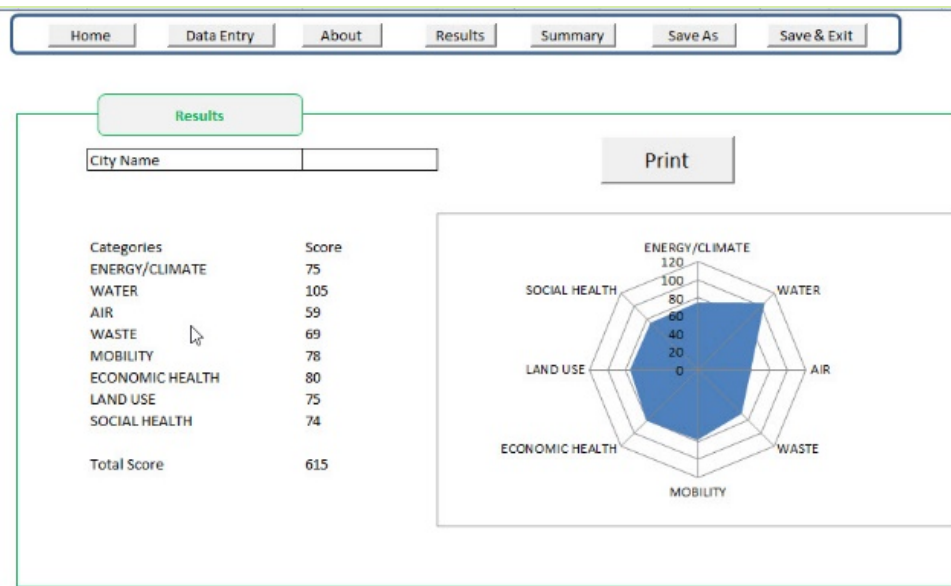 Home Data Entry About Results Summary Save As Save & Exit
Results
City Name
Print
Categories Score
ENERGY/CLIMATE 75
WATER 105
AIR 59
WASTE 69
MOBILITY 78
ECONOMIC HEALTH 80
LAND USE 75
SOCIAL HEALTH 74
Total Score 615
ENERGY/CLIMATE
120
100
SOCIAL HEALTH 80 WATER
60
40
20
LAND USE 0 AIR
ECONOMIC HEALTH WASTE
MOBILITY